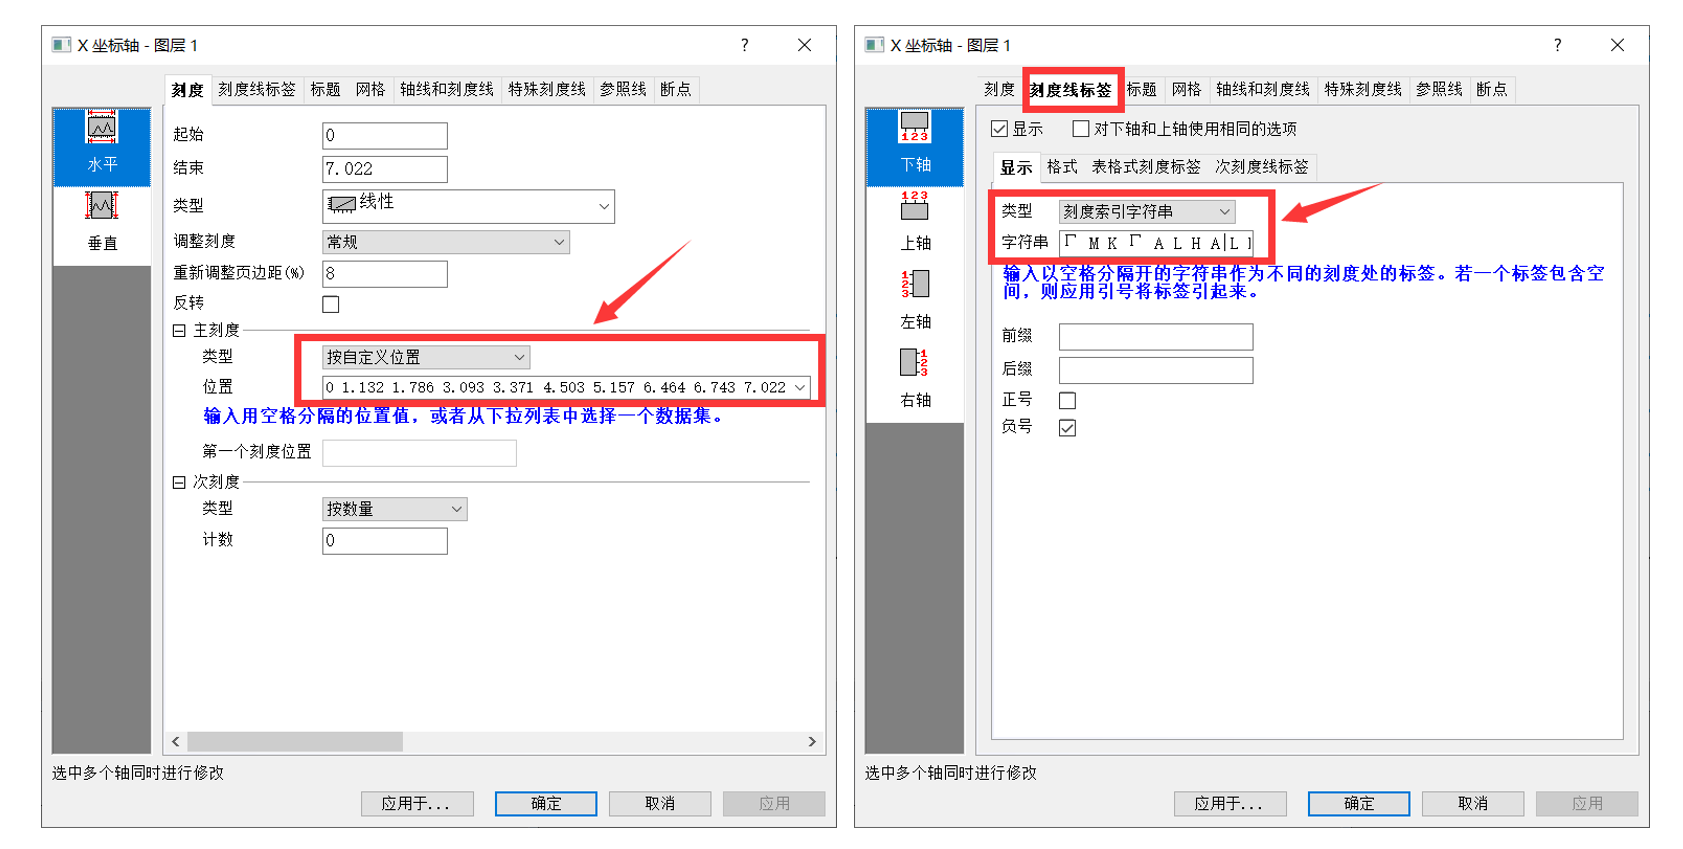 X 坐标轴 - 图层 1
?
刻度 刻度线标签 标题 网格 轴线和刻度线 特殊刻度线 参照线 断点
水平
垂直
起始 0
结束 7.022
类型 线性
调整刻度 常规
重新调整页边距(%) 8
反转
主刻度
类型 按自定义位置
位置 0 1.132 1.786 3.093 3.371 4.503 5.157 6.464 6.743 7.022
输入用空格分隔的位置值，或者从下拉列表中选择一个数据集。
第一个刻度位置
次刻度
类型 按数量
计数 0
选中多个轴同时进行修改
应用于... 确定 取消 应用
X 坐标轴 - 图层 1
?
刻度 刻度线标签 标题 网格 轴线和刻度线 特殊刻度线 参照线 断点
123
下轴
123
上轴
123
左轴
123
右轴
显示 对下轴和上轴使用相同的选项
显示 格式 表格式刻度标签 次刻度线标签
类型 刻度索引字符串
字符串 Γ M K Γ A L H A|L
输入以空格分隔开的字符串作为不同的刻度处的标签。若一个标签包含空
间，则应用引号将标签引起来。
前缀
后缀
正号
负号
选中多个轴同时进行修改
应用于... 确定 取消 应用